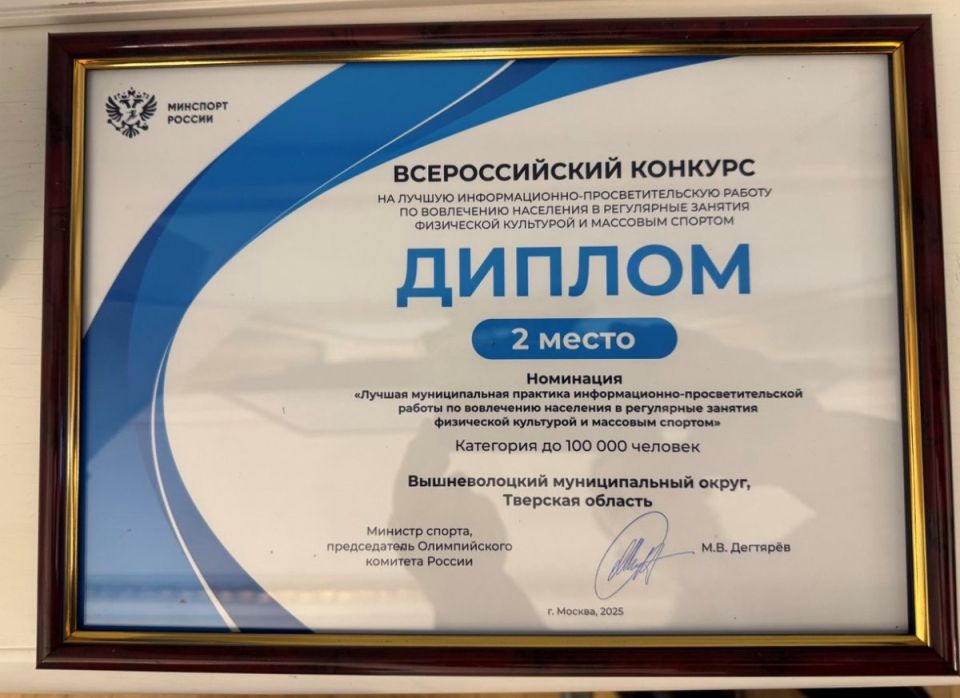 МИНСПОРТ
РОССИИ
ВСЕРОССИЙСКИЙ КОНКУРС
НА ЛУЧШУЮ ИНФОРМАЦИОННО-ПРОСВЕТИТЕЛЬСКУЮ РАБОТУ
ПО ВОВЛЕЧЕНИЮ НАСЕЛЕНИЯ В РЕГУЛЯРНЫЕ ЗАНЯТИЯ
ФИЗИЧЕСКОЙ КУЛЬТУРОЙ И МАССОВЫМ СПОРТОМ
ДИПЛОМ
2 место
Номинация
«Лучшая муниципальная практика информационно-просветительской
работы по вовлечению населения в регулярные занятия
физической культурой и массовым спортом»
Категория до 100 000 человек
Вышневолоцкий муниципальный округ,
Тверская область
Министр спорта,
председатель Олимпийского
комитета России
М.В. Дегтярёв
г. Москва, 2025